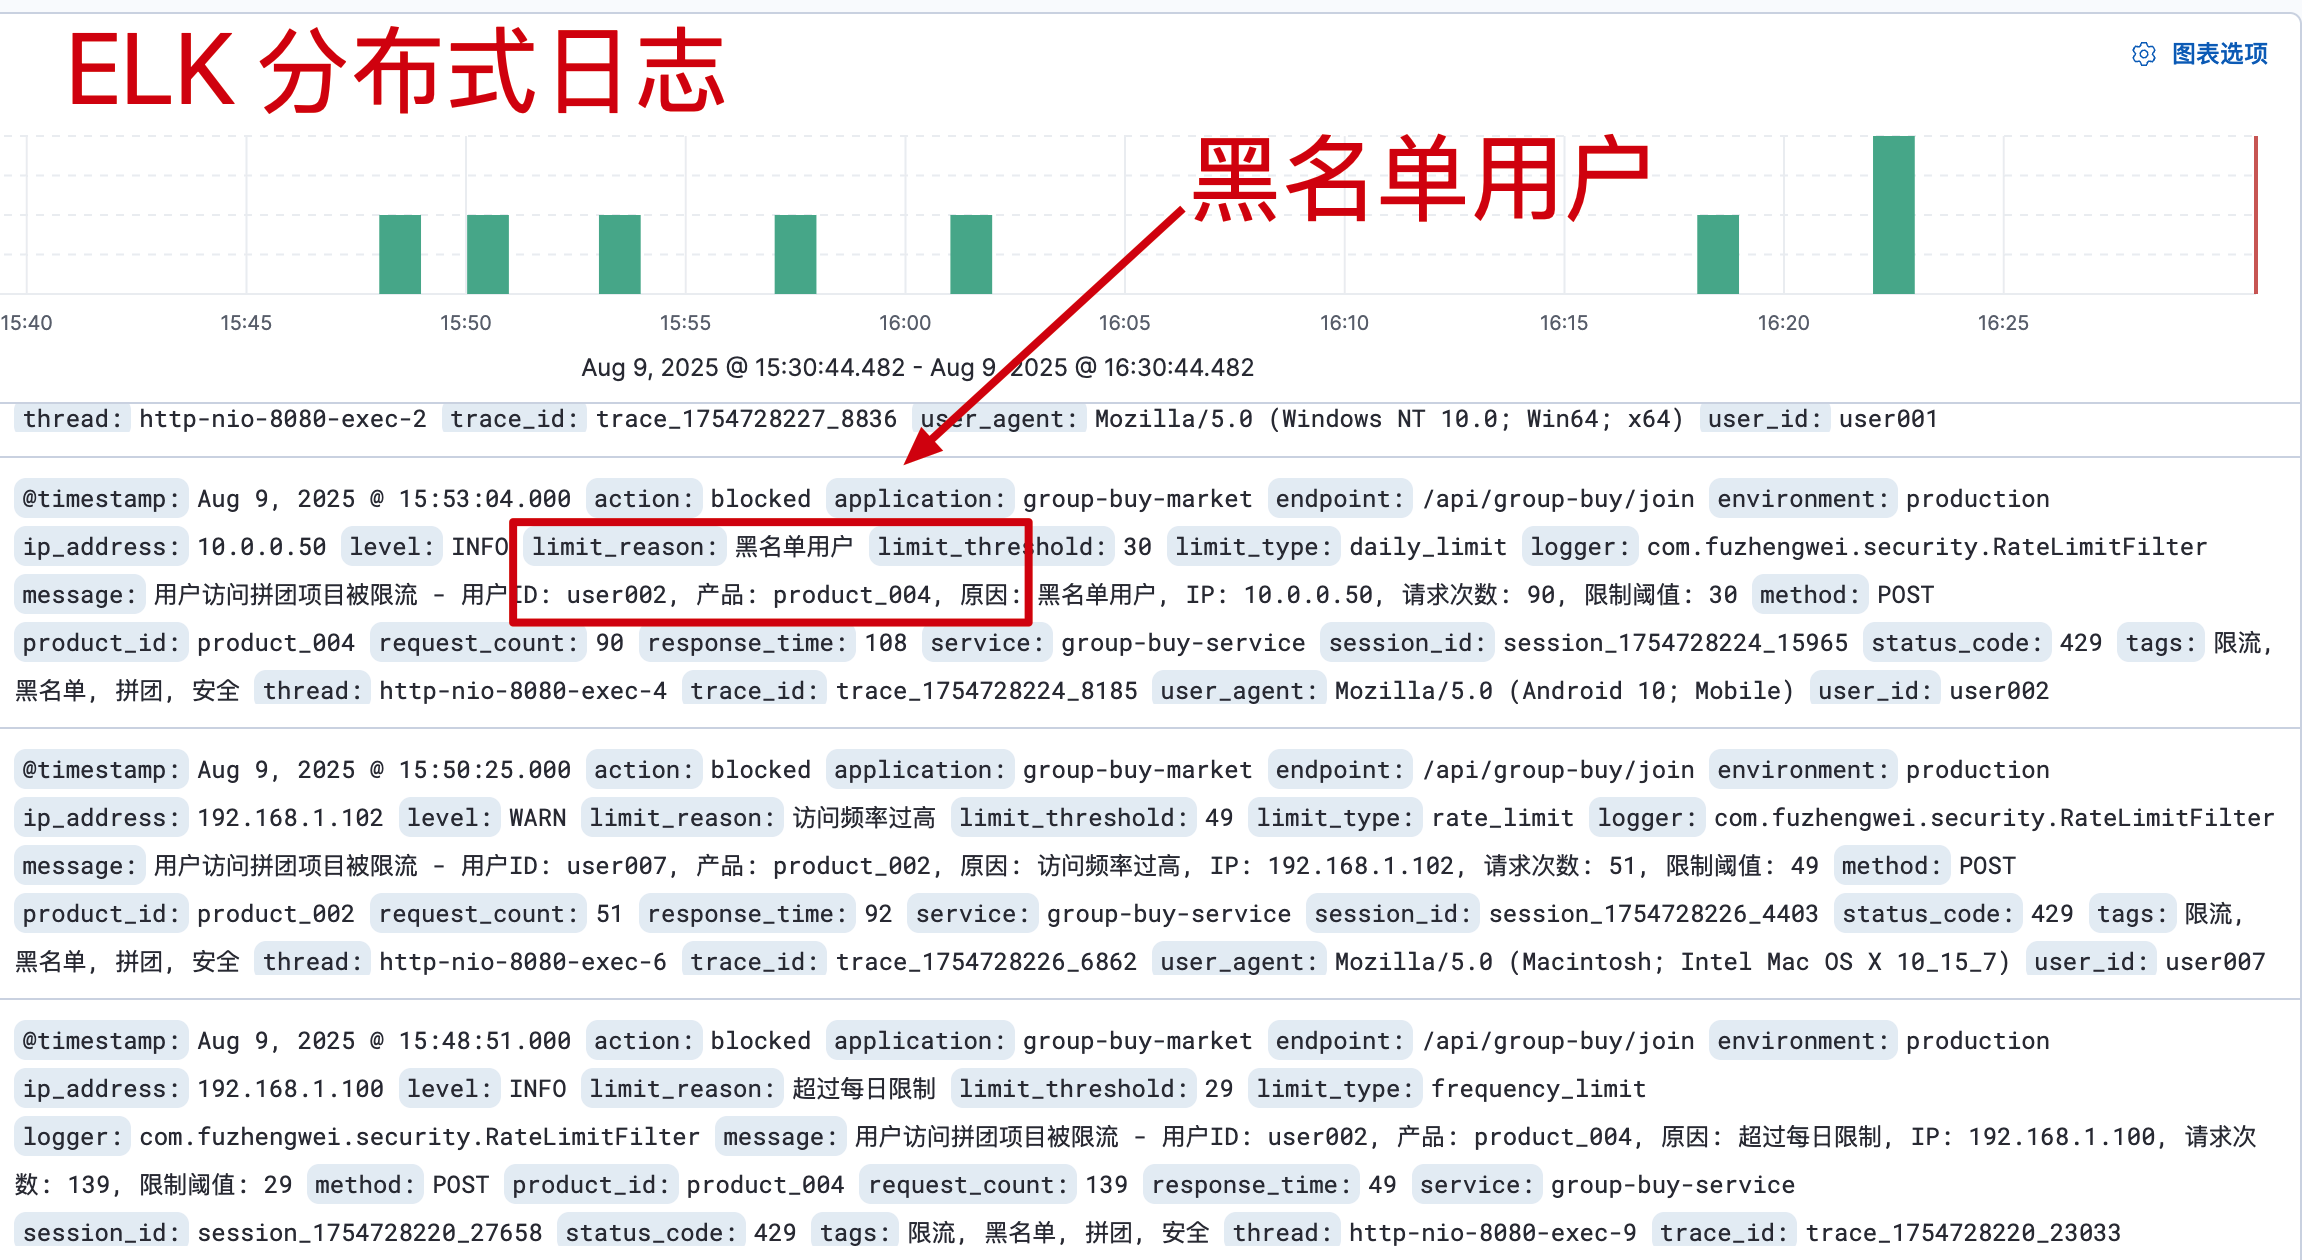 ELK 分布式日志
图表选项
黑名单用户
15:40 15:45 15:50 15:55 16:00 16:05 16:10 16:15 16:20 16:25
Aug 9, 2025 @ 15:30:44.482 - Aug 9, 2025 @ 16:30:44.482
thread: http-nio-8080-exec-2 trace_id: trace_1754728227_8836 user_agent: Mozilla/5.0 (Windows NT 10.0; Win64; x64) user_id: user001
@timestamp: Aug 9, 2025 @ 15:53:04.000 action: blocked application: group-buy-market endpoint: /api/group-buy/join environment: production
ip_address: 10.0.0.50 level: INFO limit_reason: 黑名单用户 limit_threshold: 30 limit_type: daily_limit logger: com.fuzhengwei.security.RateLimitFilter
message: 用户访问拼团项目被限流 - 用户ID: user002, 产品: product_004, 原因: 黑名单用户, IP: 10.0.0.50, 请求次数: 90, 限制阈值: 30 method: POST
product_id: product_004 request_count: 90 response_time: 108 service: group-buy-service session_id: session_1754728224_15965 status_code: 429 tags: 限流,
黑名单, 拼团, 安全 thread: http-nio-8080-exec-4 trace_id: trace_1754728224_8185 user_agent: Mozilla/5.0 (Android 10; Mobile) user_id: user002
@timestamp: Aug 9, 2025 @ 15:50:25.000 action: blocked application: group-buy-market endpoint: /api/group-buy/join environment: production
ip_address: 192.168.1.102 level: WARN limit_reason: 访问频率过高 limit_threshold: 49 limit_type: rate_limit logger: com.fuzhengwei.security.RateLimitFilter
message: 用户访问拼团项目被限流 - 用户ID: user007, 产品: product_002, 原因: 访问频率过高, IP: 192.168.1.102, 请求次数: 51, 限制阈值: 49 method: POST
product_id: product_002 request_count: 51 response_time: 92 service: group-buy-service session_id: session_1754728226_4403 status_code: 429 tags: 限流,
黑名单, 拼团, 安全 thread: http-nio-8080-exec-6 trace_id: trace_1754728226_6862 user_agent: Mozilla/5.0 (Macintosh; Intel Mac OS X 10_15_7) user_id: user007
@timestamp: Aug 9, 2025 @ 15:48:51.000 action: blocked application: group-buy-market endpoint: /api/group-buy/join environment: production
ip_address: 192.168.1.100 level: INFO limit_reason: 超过每日限制 limit_threshold: 29 limit_type: frequency_limit
logger: com.fuzhengwei.security.RateLimitFilter message: 用户访问拼团项目被限流 - 用户ID: user002, 产品: product_004, 原因: 超过每日限制, IP: 192.168.1.100, 请求次
数: 139, 限制阈值: 29 method: POST product_id: product_004 request_count: 139 response_time: 49 service: group-buy-service
session_id: session_1754728220_27658 status_code: 429 tags: 限流, 黑名单, 拼团, 安全 thread: http-nio-8080-exec-9 trace_id: trace_1754728220_23033